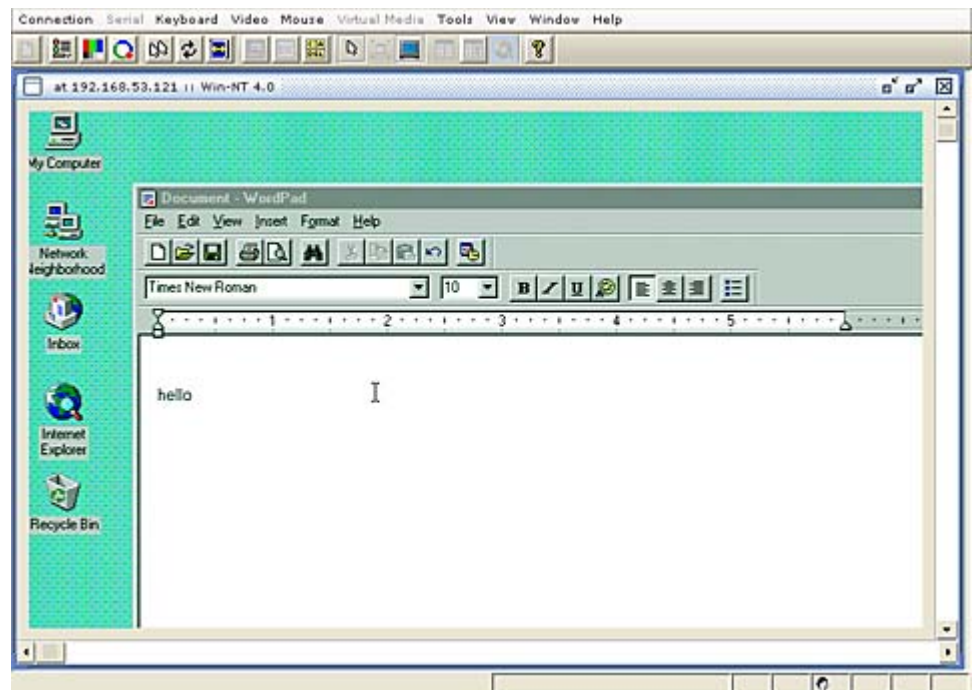 Connection Serial Keyboard Video Mouse Virtual Media Tools View Window Help
at 192.168.53.121 :: Win-NT 4.0
My Computer
Document - WordPad
File Edit View Insert Format Help
Network
Neighborhood
Times New Roman 10 B I U
1 2 3 4 5
Inbox
hello
Internet
Explorer
Recycle Bin